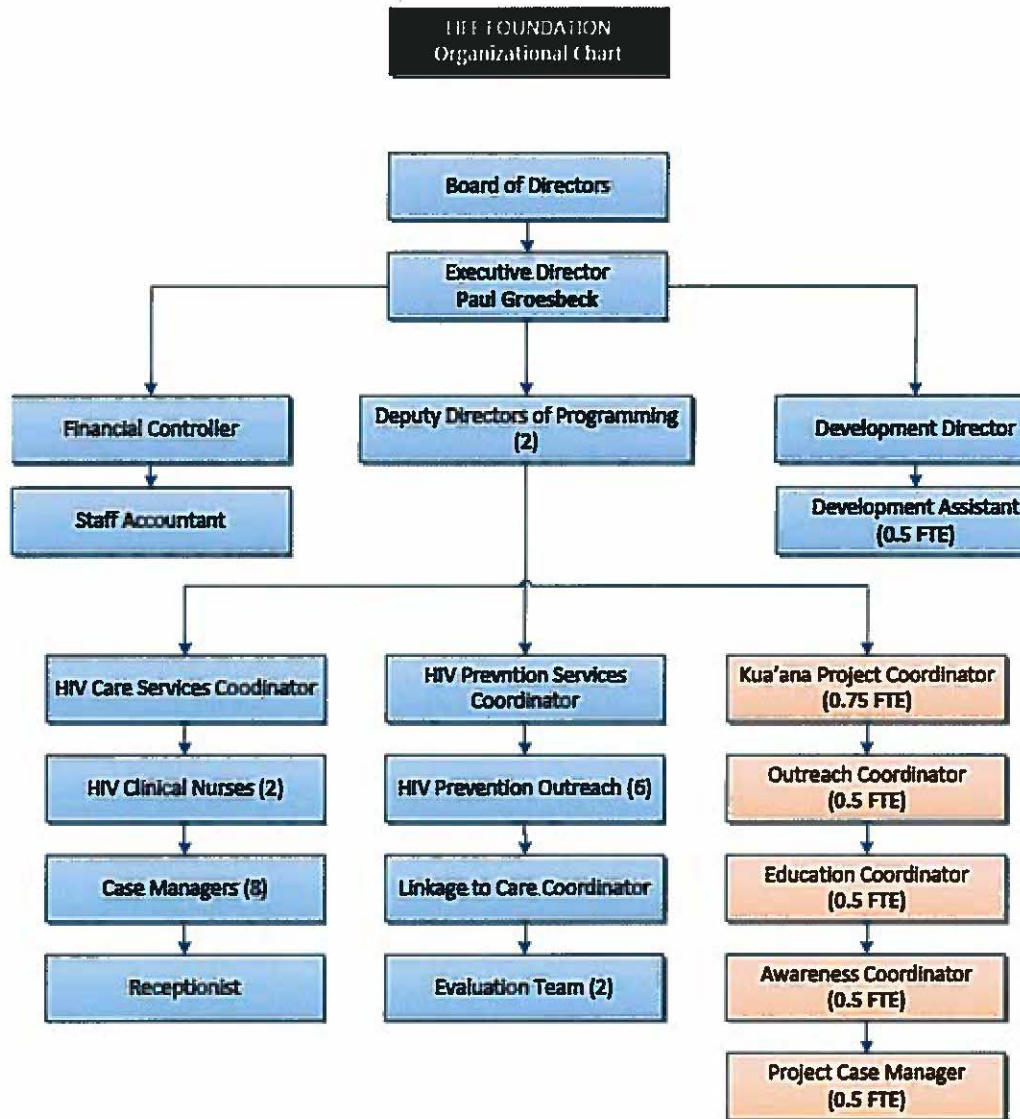 LIFE FOUNDATION
Organizational Chart
Board of Directors
Executive Director
Paul Groesbeck
Financial Controller
Deputy Directors of Programming
(2)
Development Director
Staff Accountant
Development Assistant
(0.5 FTE)
HIV Care Services Coodinator
HIV Prevntion Services
Coordinator
Kua'ana Project Coordinator
(0.75 FTE)
HIV Clinical Nurses (2)
HIV Prevention Outreach (6)
Outreach Coordinator
(0.5 FTE)
Case Managers (8)
Linkage to Care Coordinator
Education Coordinator
(0.5 FTE)
Receptionist
Evaluation Team (2)
Awareness Coordinator
(0.5 FTE)
Project Case Manager
(0.5 FTE)